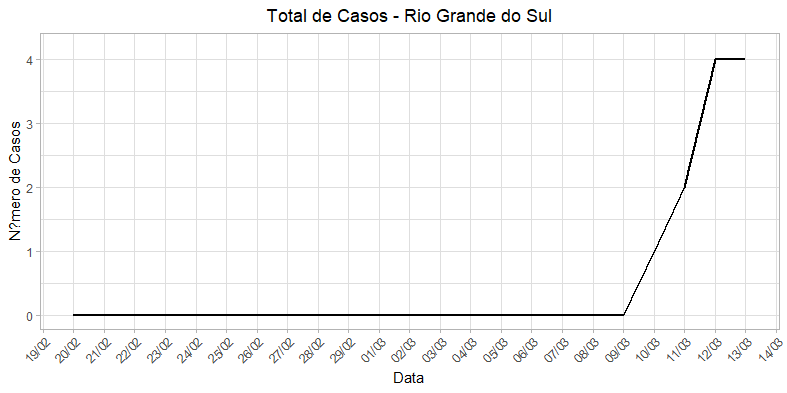 Total de Casos - Rio Grande do Sul
N?mero de Casos
4
3
2
1
0
19/02 20/02 21/02 22/02 23/02 24/02 25/02 26/02 27/02 28/02 29/02 01/03 02/03 03/03 04/03 05/03 06/03 07/03 08/03 09/03 10/03 11/03 12/03 13/03 14/03
Data